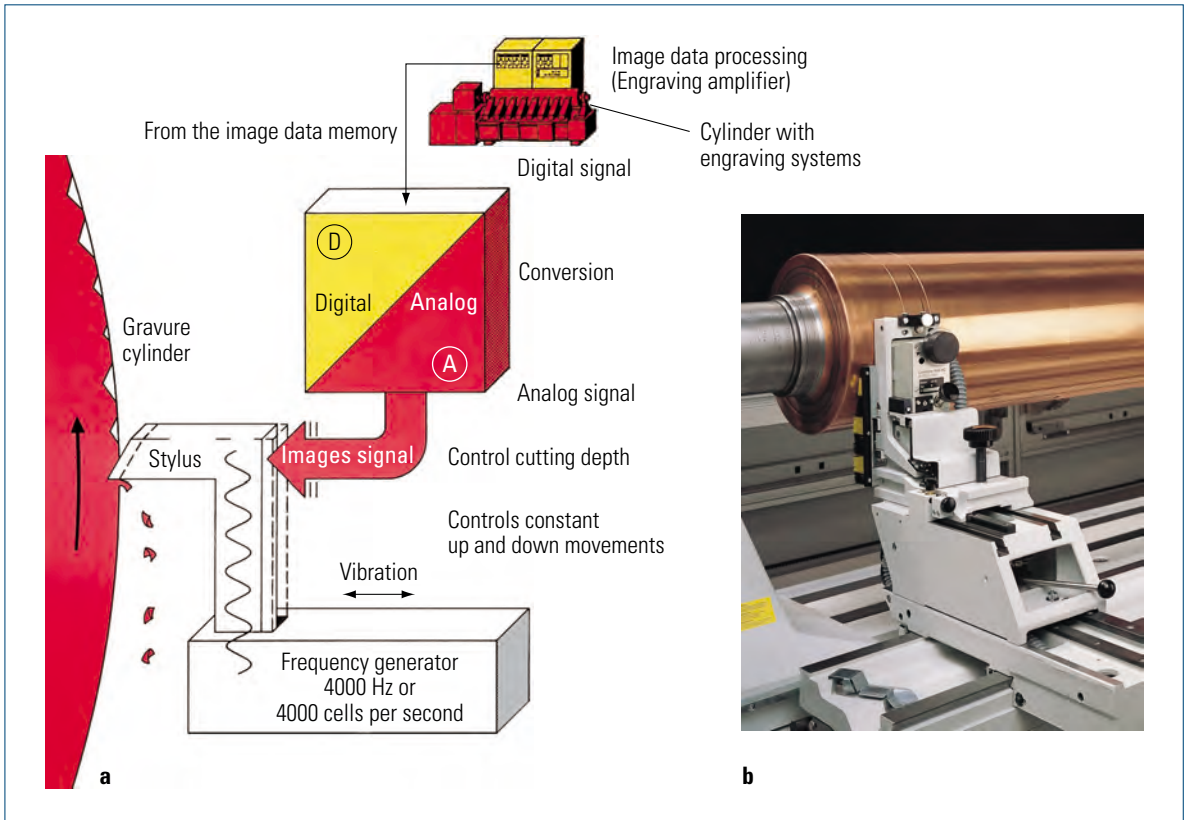 Image data processing
(Engraving amplifier)
From the image data memory
Cylinder with
engraving systems
Digital signal
D
Digital
Analog
A
Conversion
Gravure
cylinder
Analog signal
Stylus
Images signal
Control cutting depth
Controls constant
up and down movements
Vibration
Frequency generator
4000 Hz or
4000 cells per second
a
b